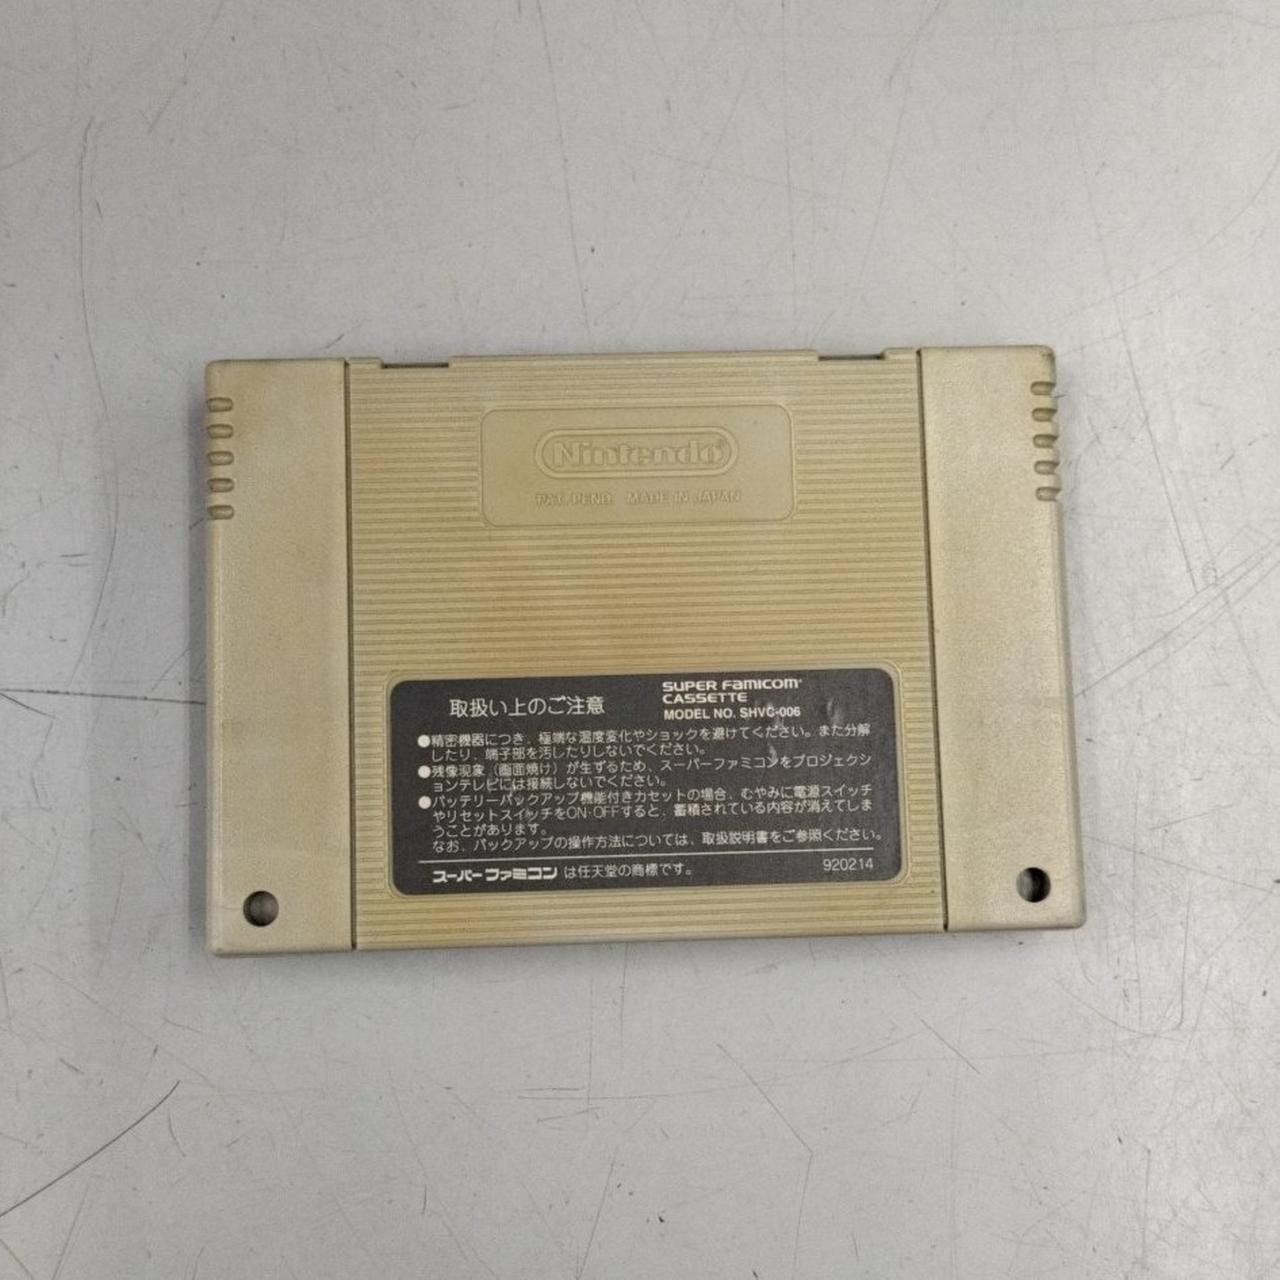 Nintendo®
PAT. PEND. MADE IN JAPAN
取扱い上のご注意
SUPER FAMICOM®
CASSETTE
MODEL NO. SHVC-006
●精密機器につき、極端な温度変化やショックを避けてください。また分解
したり、端子部を汚したりしないでください。
●残像現象（画面焼け）が生ずるため、スーパーファミコンをプロジェクシ
ョンテレビには接続しないでください。
●バッテリーバックアップ機能付きカセットの場合、むやみに電源スイッチ
やリセットスイッチをON·OFFすると、蓄積されている内容が消えてしま
うことがあります。
なお、バックアップの操作方法については、取扱説明書をご参照ください。
スーパーファミコン は任天堂の商標です。
920214